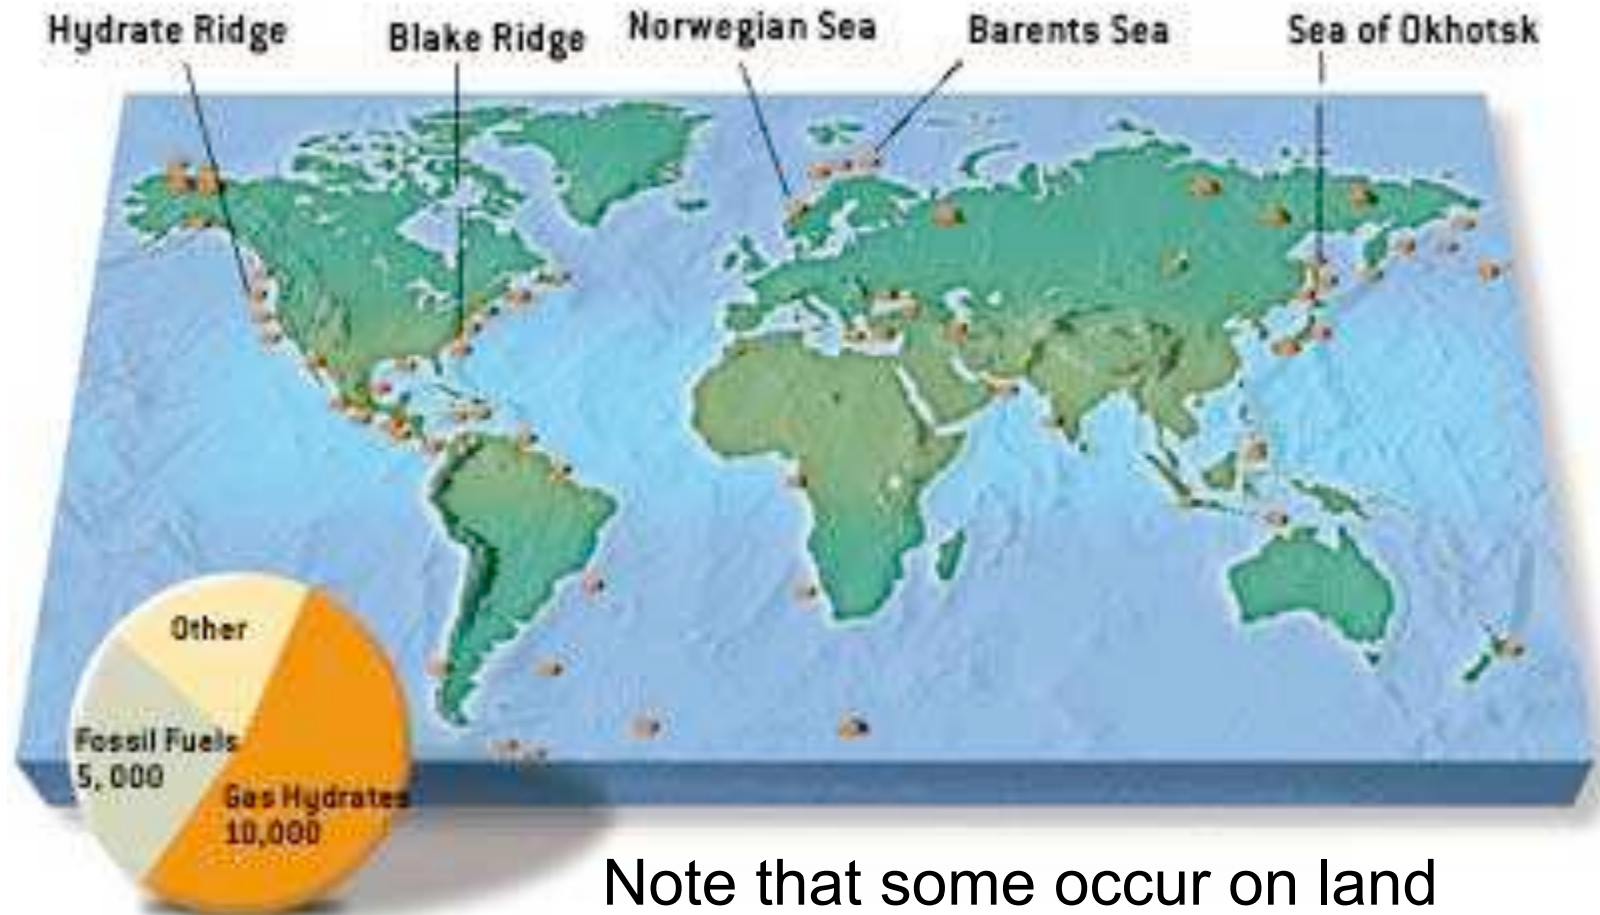 Hydrate Ridge
Blake Ridge
Norwegian Sea
Barents Sea
Sea of Okhotsk
Other
Fossil Fuels
5,000
Gas Hydrates
10,000
Note that some occur on land